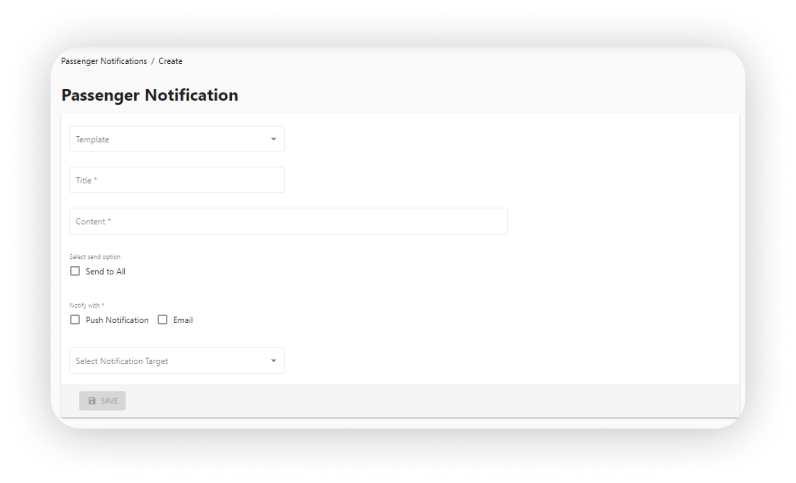 Passenger Notifications / Create
Passenger Notification
Template
Title *
Content *
Select send option
Send to All
Notify with *
Push Notification Email
Select Notification Target
SAVE